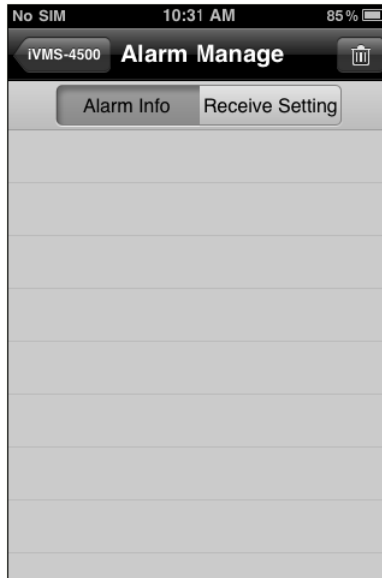 No SIM 10:31 AM 85%
iVMS-4500 Alarm Manage
Alarm Info Receive Setting